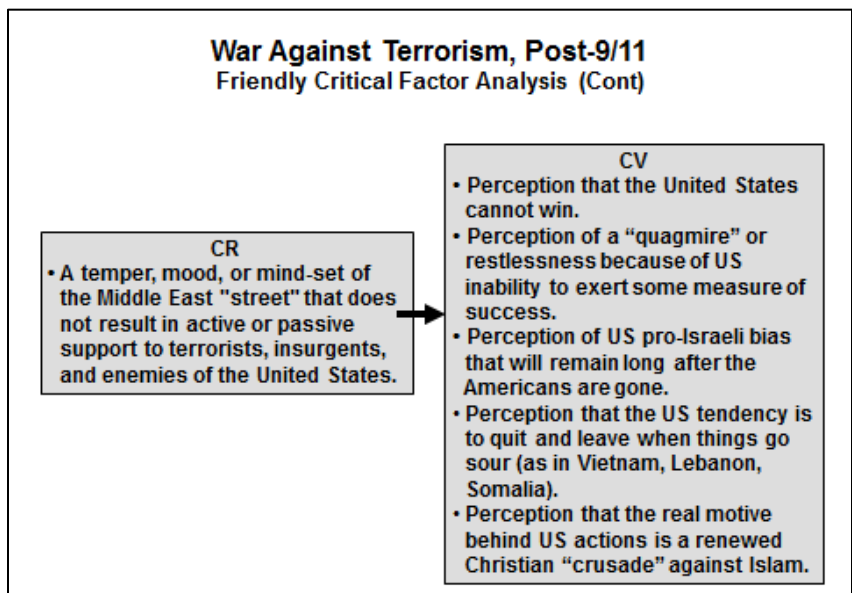 War Against Terrorism, Post-9/11
Friendly Critical Factor Analysis (Cont)
CR
• A temper, mood, or mind-set of
the Middle East "street" that does
not result in active or passive
support to terrorists, insurgents,
and enemies of the United States.
CV
• Perception that the United States
cannot win.
• Perception of a “quagmire” or
restlessness because of US
inability to exert some measure of
success.
• Perception of US pro-Israeli bias
that will remain long after the
Americans are gone.
• Perception that the US tendency is
to quit and leave when things go
sour (as in Vietnam, Lebanon,
Somalia).
• Perception that the real motive
behind US actions is a renewed
Christian “crusade” against Islam.